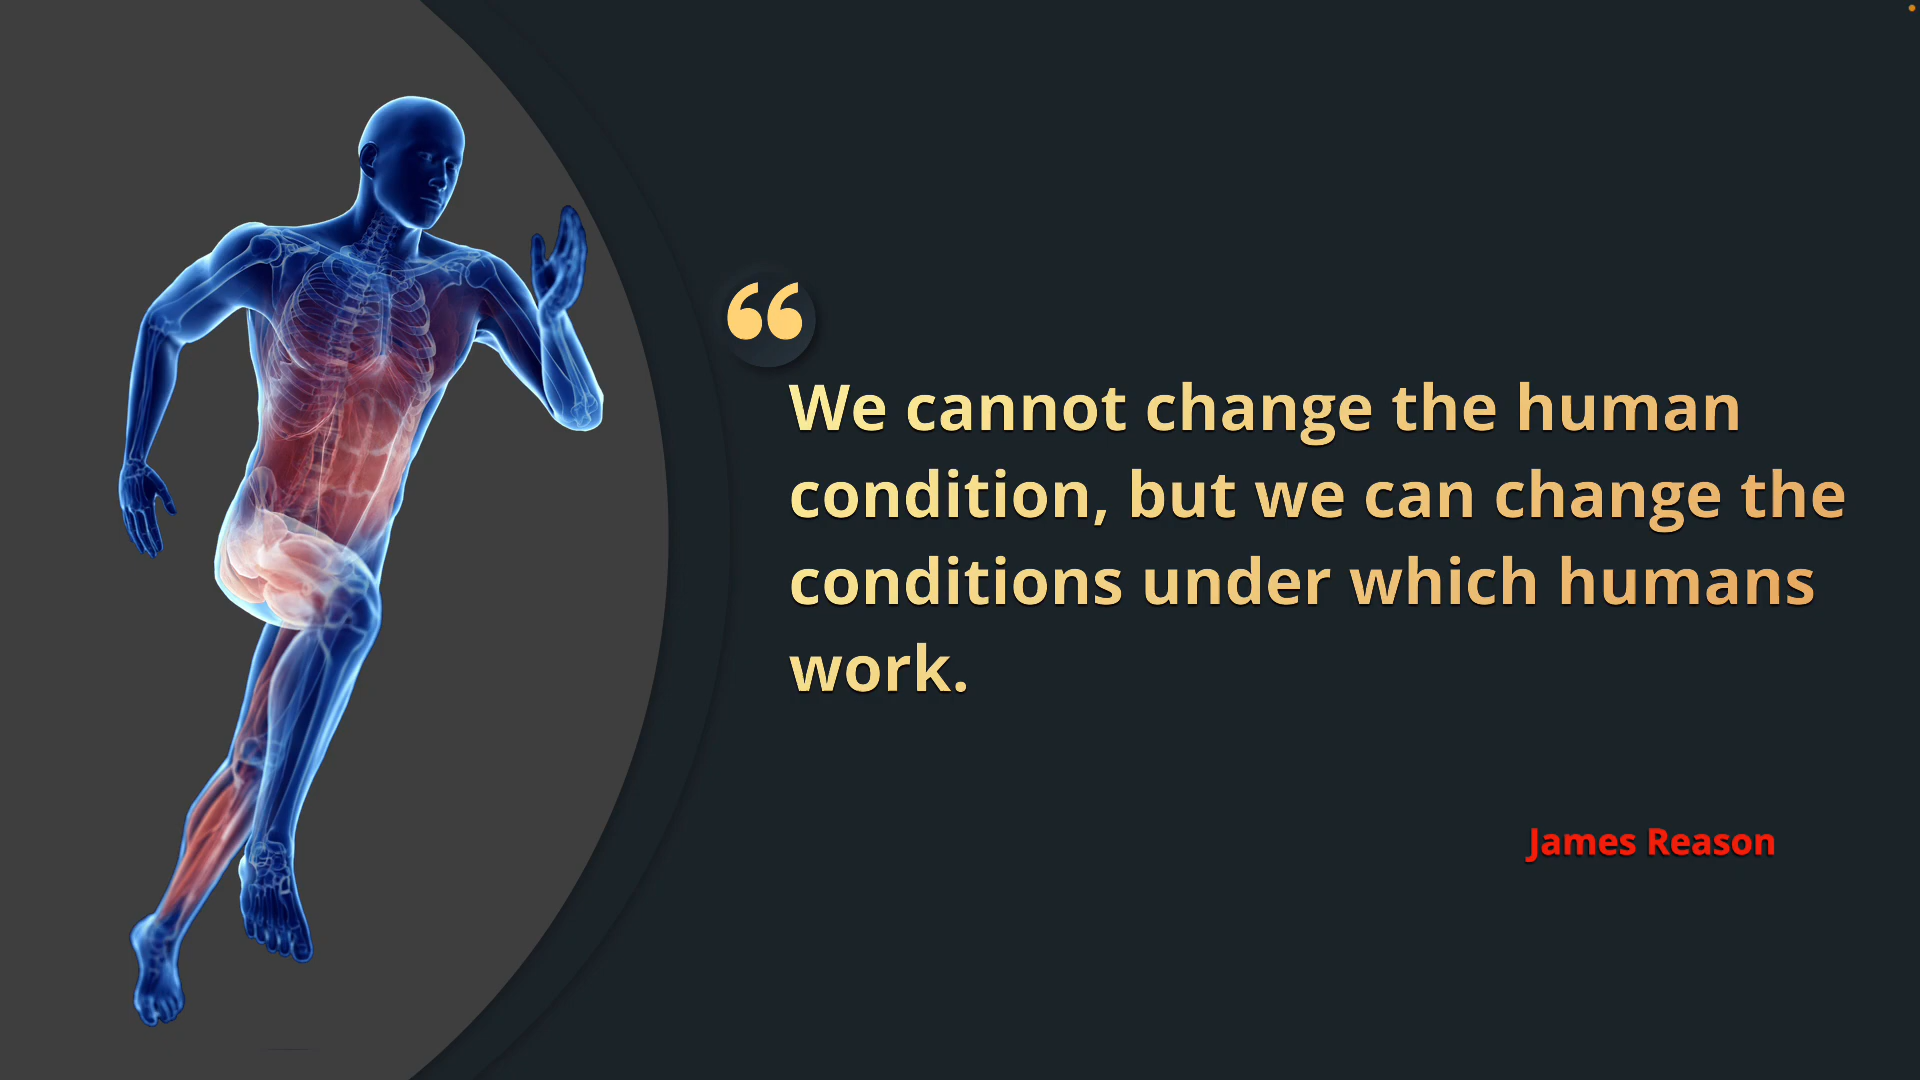 “
We cannot change the human
condition, but we can change the
conditions under which humans
work.
James Reason